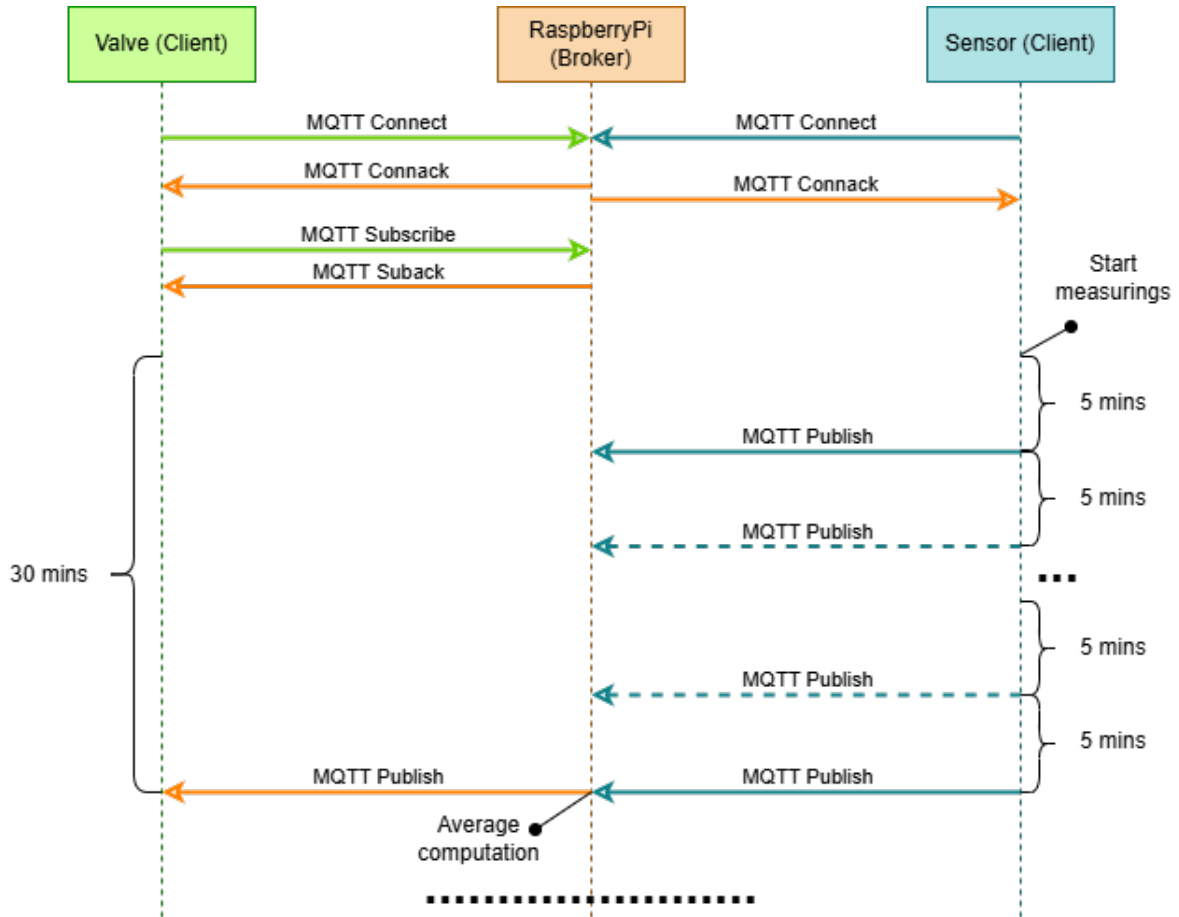 Valve (Client)
RaspberryPi
(Broker)
Sensor (Client)
MQTT Connect
MQTT Connect
MQTT Connack
MQTT Connack
MQTT Subscribe
MQTT Suback
Start
measurings
5 mins
MQTT Publish
5 mins
MQTT Publish
30 mins
5 mins
MQTT Publish
5 mins
MQTT Publish
MQTT Publish
Average
computation